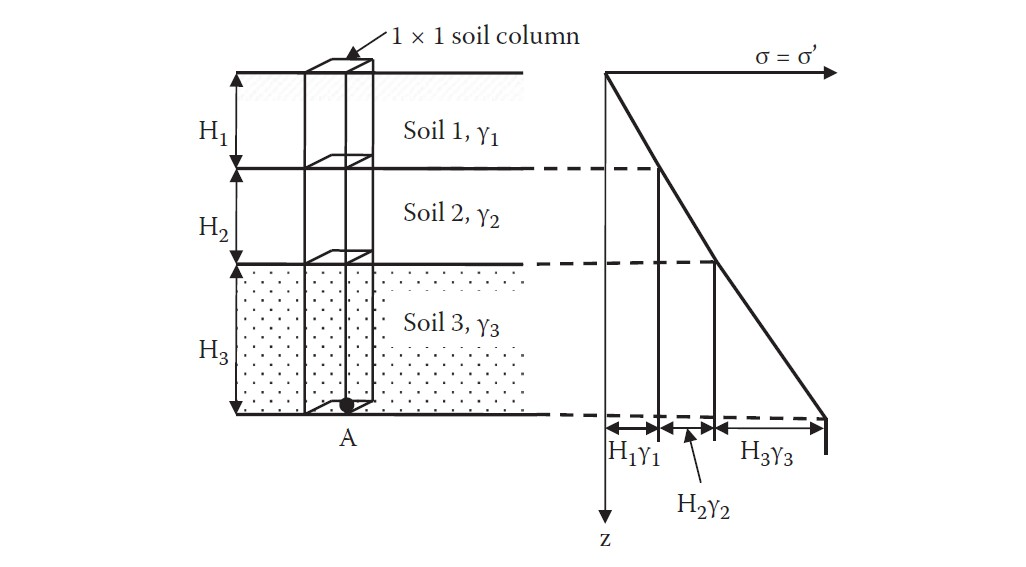 1 × 1 soil column
σ = σ’
H₁
Soil 1, γ₁
H₂
Soil 2, γ₂
H₃
Soil 3, γ₃
A
H₁γ₁
H₃γ₃
H₂γ₂
z